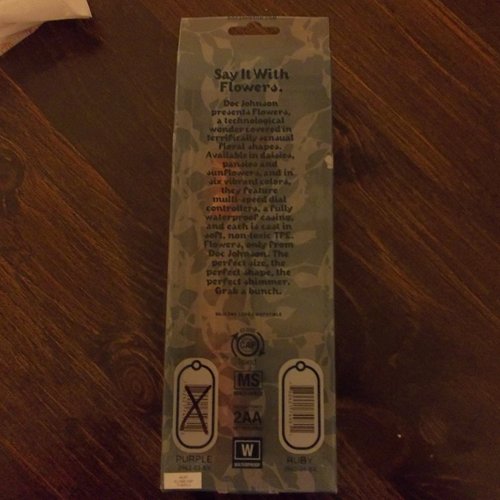 Say It With
Flowers.
Doc Johnson
presents Flowers,
a technological
wonder covered in
terrifically sensual
floral shapes.
Available in daisies,
pansies and
sunflowers, and in
six vibrant colors,
they feature
multi-speed dial
controllers, a fully
waterproof casing,
and each is cast in
soft, non-toxic TPE.
Flowers, only from
Doc Johnson. The
perfect size, the
perfect shape, the
perfect shimmer.
Grab a bunch.
CAP
MS
2AA
W
WATERPROOF
PURPLE
RUBY